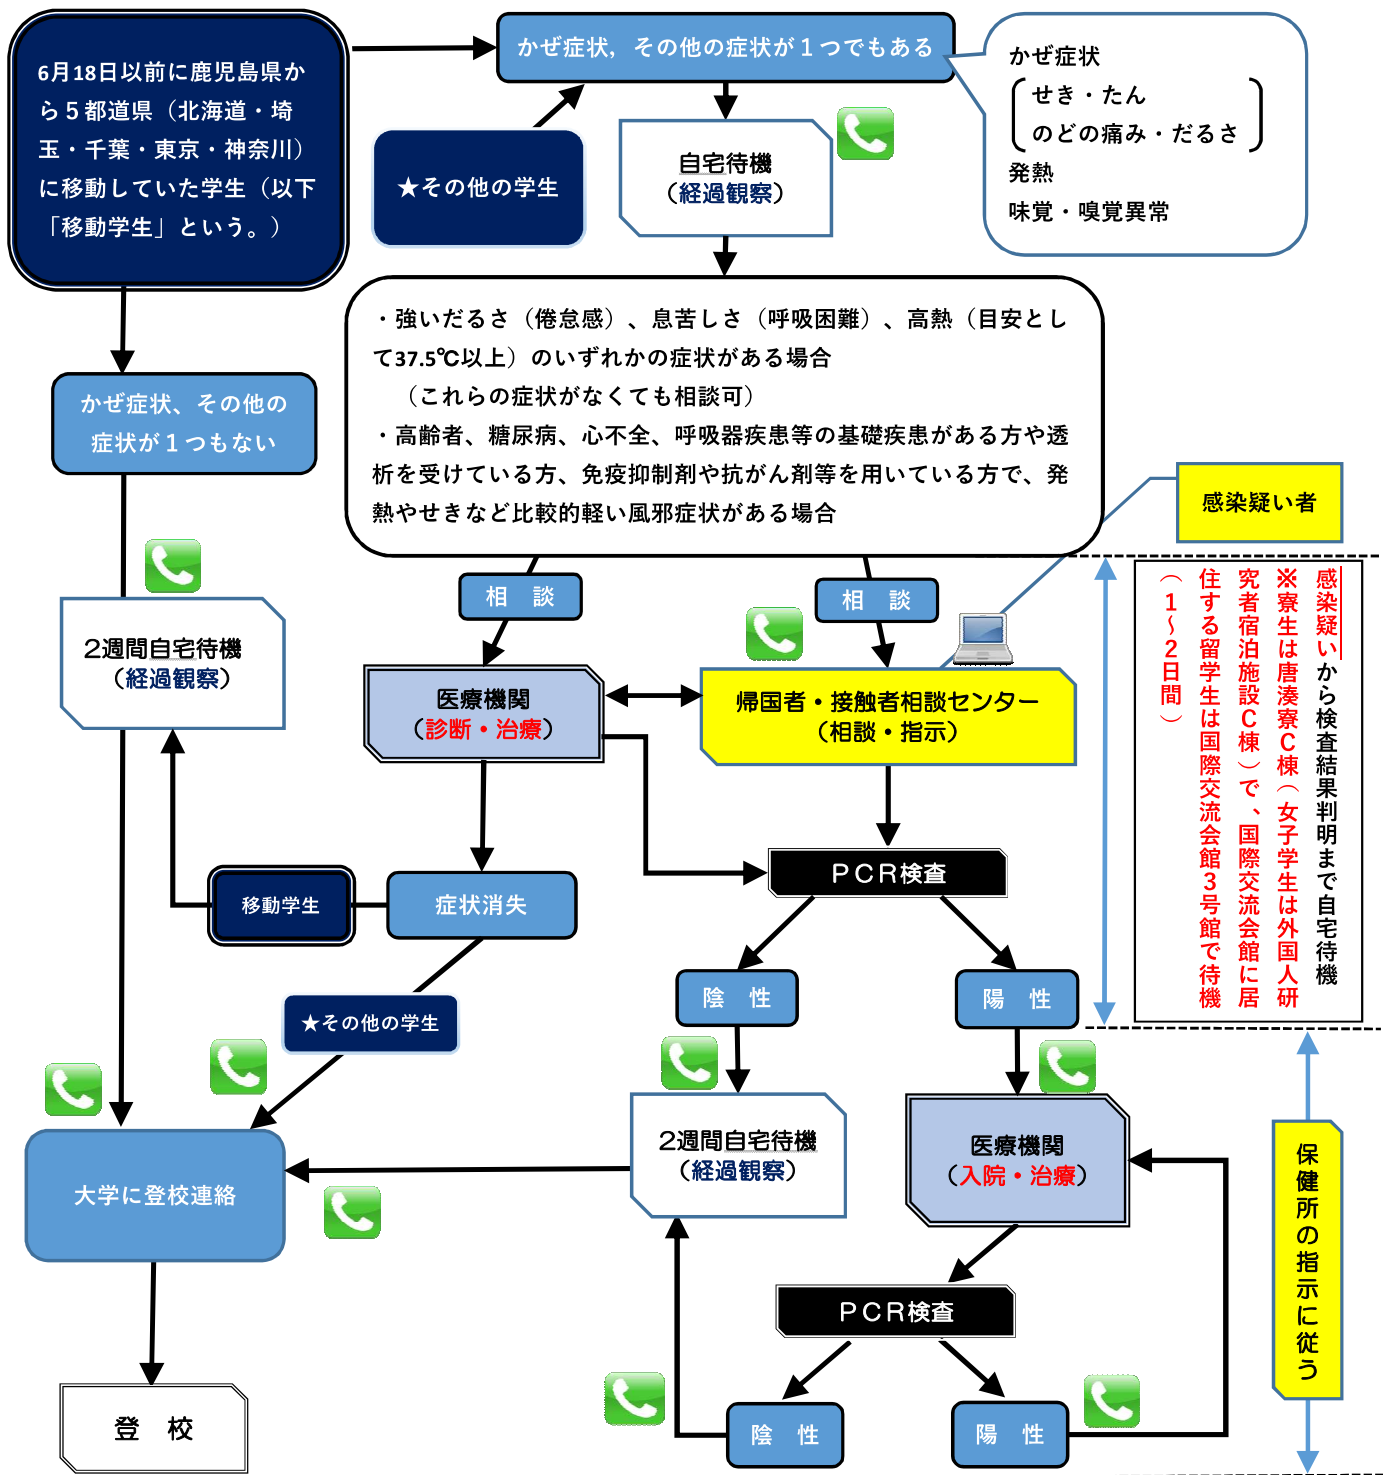 6月18日以前に鹿児島県か
ら５都道県（北海道・埼
玉・千葉・東京・神奈川）
に移動していた学生（以下
「移動学生」という。）
かぜ症状，その他の症状が１つでもある
かぜ症状
せき・たん
のどの痛み・だるさ
発熱
味覚・嗅覚異常
★その他の学生
自宅待機
（経過観察）
・強いだるさ（倦怠感）、息苦しさ（呼吸困難）、高熱（目安とし
て37.5℃以上）のいずれかの症状がある場合
（これらの症状がなくても相談可）
・高齢者、糖尿病、心不全、呼吸器疾患等の基礎疾患がある方や透
析を受けている方、免疫抑制剤や抗がん剤等を用いている方で、発
熱やせきなど比較的軽い風邪症状がある場合
かぜ症状、その他の
症状が１つもない
感染疑い者
相　談
相　談
感染疑いから検査結果判明まで自宅待機
※寮生は唐湊寮Ｃ棟（女子学生は外国人研
究者宿泊施設Ｃ棟）で、国際交流会館に居
住する留学生は国際交流会館３号館で待機
（１～２日間）
2週間自宅待機
（経過観察）
医療機関
（診断・治療）
帰国者・接触者相談センター
（相談・指示）
ＰＣＲ検査
移動学生
症状消失
陰　性
陽　性
★その他の学生
2週間自宅待機
（経過観察）
医療機関
（入院・治療）
保健所の指示に従う
大学に登校連絡
ＰＣＲ検査
陰　性
陽　性
登　校